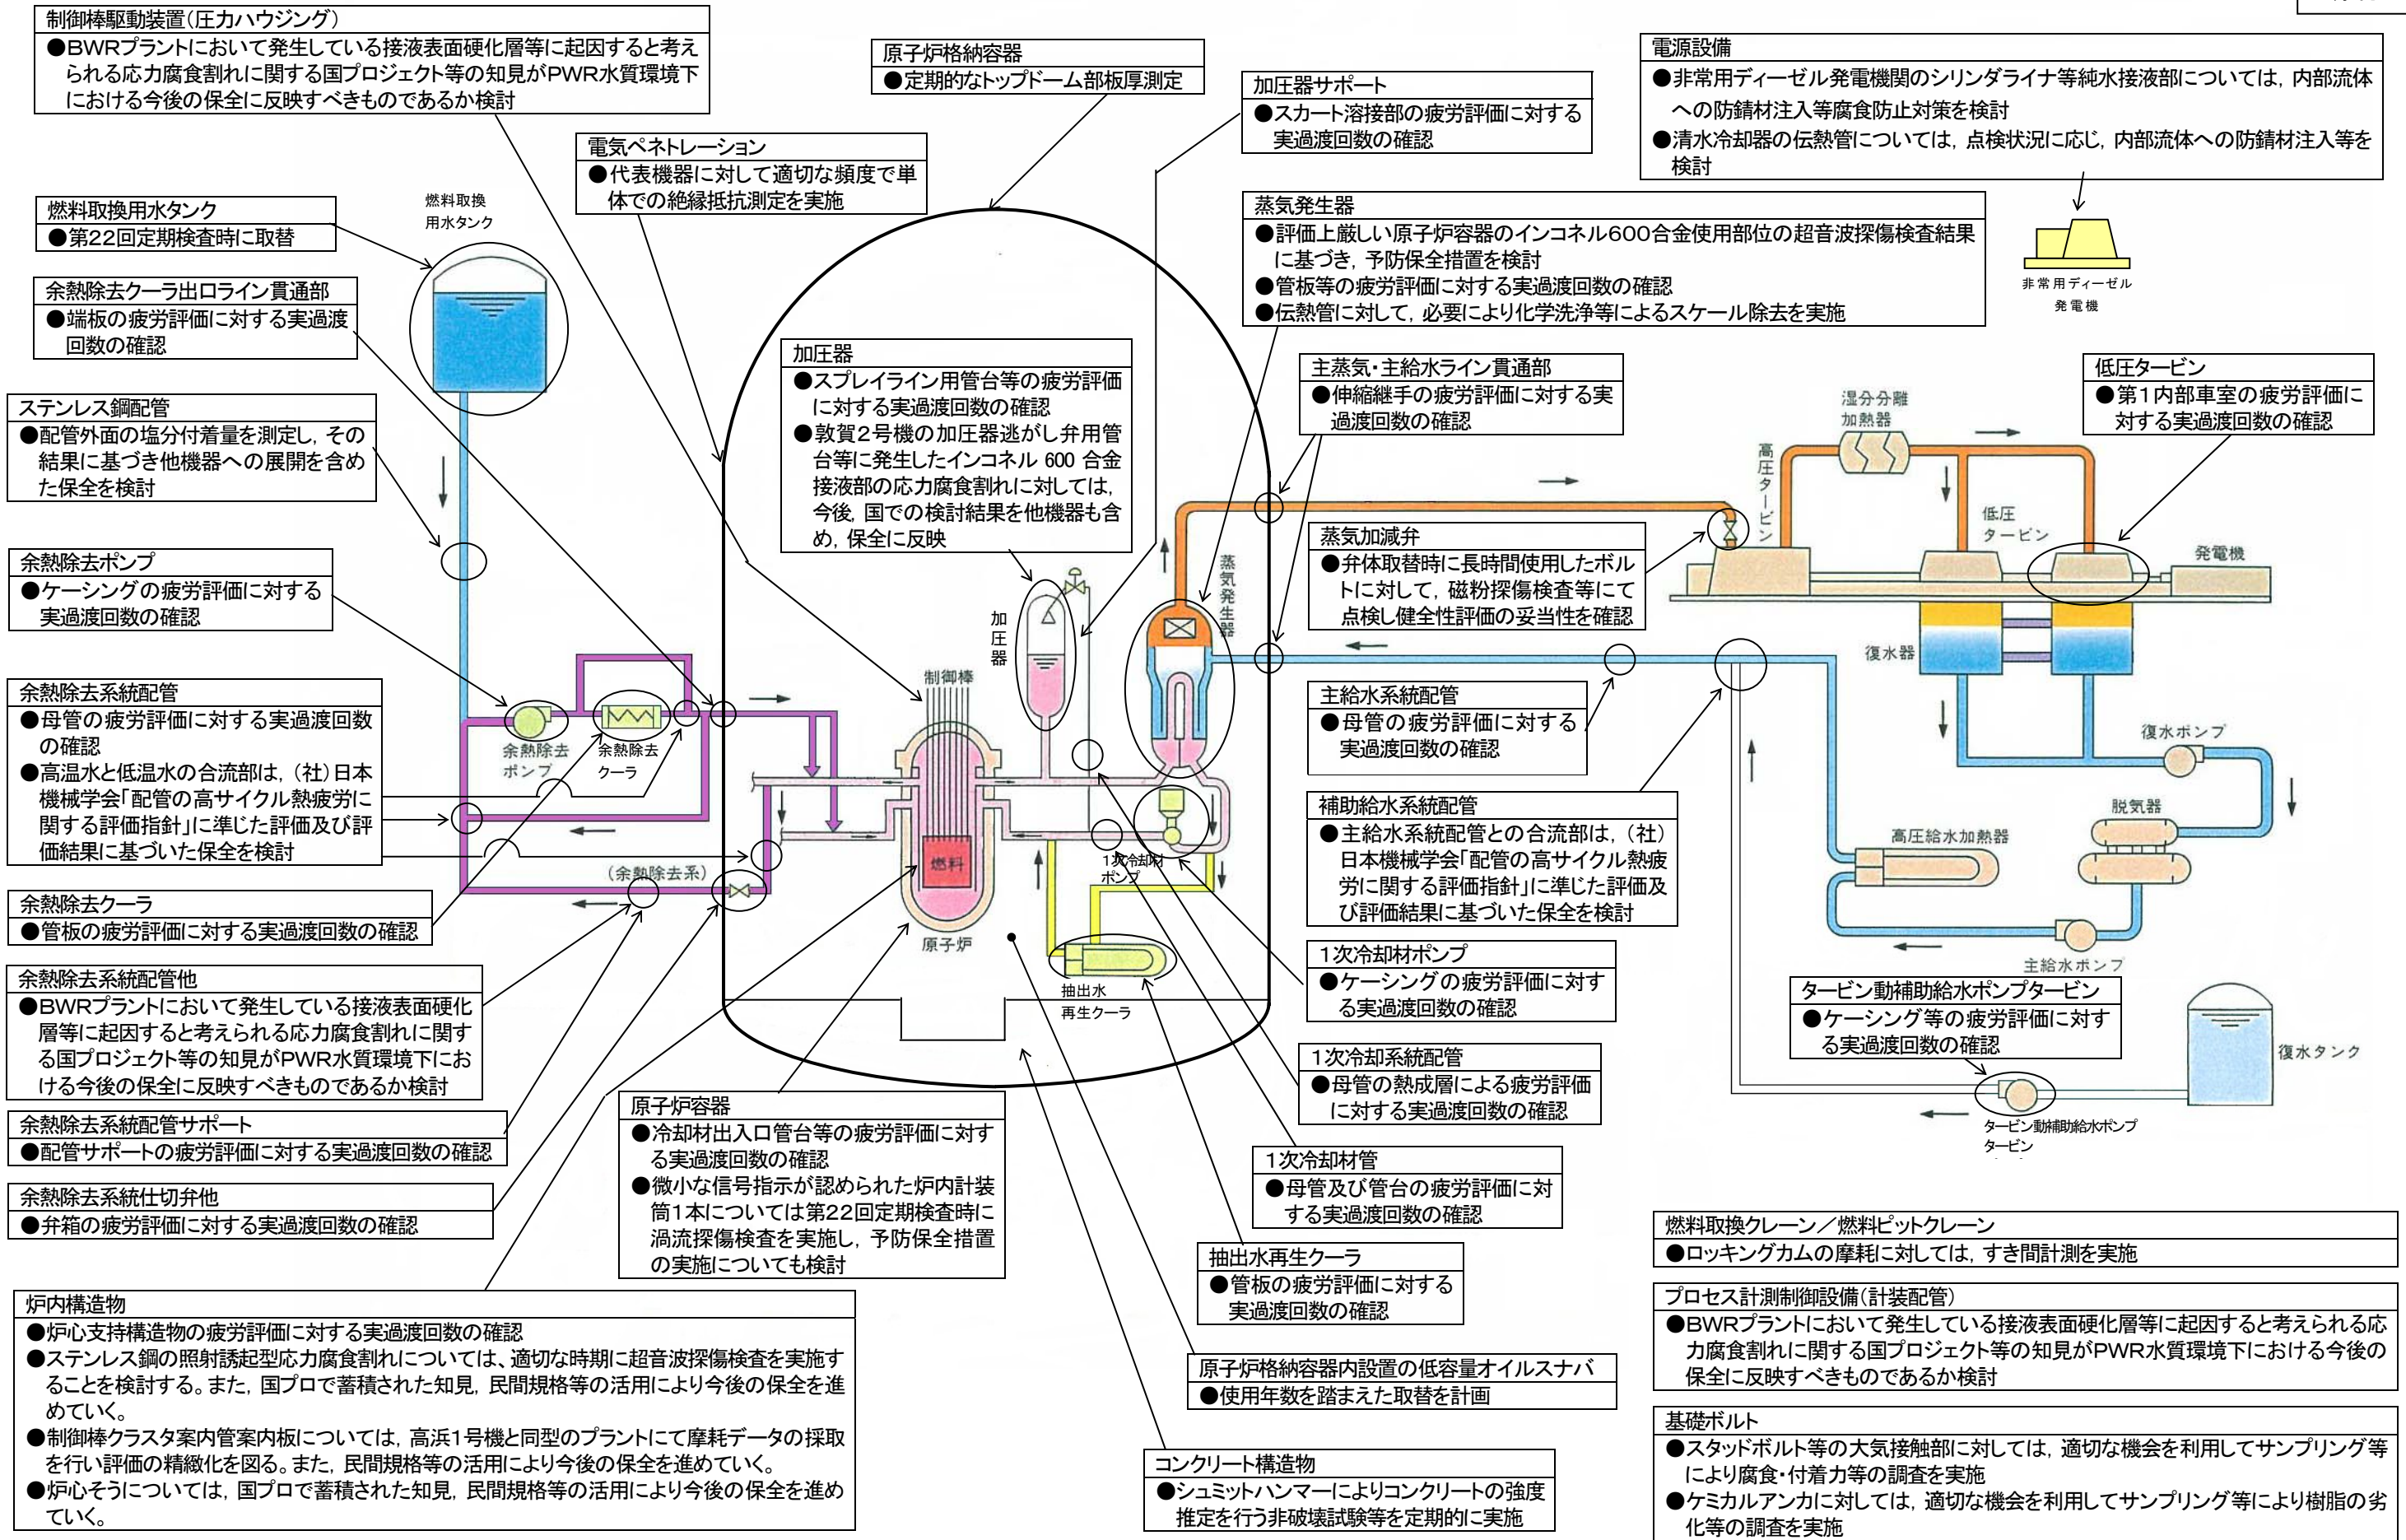 制御棒駆動装置(圧力ハウジング)
●BWRプラントにおいて発生している接液表面硬化層等に起因すると考え
られる応力腐食割れに関する国プロジェクト等の知見がPWR水質環境下
における今後の保全に反映すべきものであるか検討
原子炉格納容器
●定期的なトップドーム部板厚測定
加圧器サポート
●スカート溶接部の疲労評価に対する
実過渡回数の確認
電源設備
●非常用ディーゼル発電機関のシリンダライナ等純水接液部については,内部流体
への防錆材注入等腐食防止対策を検討
●清水冷却器の伝熱管については,点検状況に応じ,内部流体への防錆材注入等を
検討
非常用ディーゼル
発電機
電気ペネトレーション
●代表機器に対して適切な頻度で単
体での絶縁抵抗測定を実施
燃料取換用水タンク
●第22回定期検査時に取替
燃料取換
用水タンク
蒸気発生器
●評価上厳しい原子炉容器のインコネル600合金使用部位の超音波探傷検査結果
に基づき,予防保全措置を検討
●管板等の疲労評価に対する実過渡回数の確認
●伝熱管に対して,必要により化学洗浄等によるスケール除去を実施
余熱除去クーラ出口ライン貫通部
●端板の疲労評価に対する実過渡
回数の確認
加圧器
●スプレイライン用管台等の疲労評価
に対する実過渡回数の確認
●敦賀2号機の加圧器逃がし弁用管
台等に発生したインコネル 600 合金
接液部の応力腐食割れに対しては,
今後,国での検討結果を他機器も含
め,保全に反映
主蒸気・主給水ライン貫通部
●伸縮継手の疲労評価に対する実
過渡回数の確認
低圧タービン
●第1内部車室の疲労評価に
対する実過渡回数の確認
ステンレス鋼配管
●配管外面の塩分付着量を測定し,その
結果に基づき他機器への展開を含め
た保全を検討
湿分分離
加熱器
高圧タービン
低圧
タービン
発電機
蒸気加減弁
●弁体取替時に長時間使用したボル
トに対して,磁粉探傷検査等にて
点検し健全性評価の妥当性を確認
余熱除去ポンプ
●ケーシングの疲労評価に対する
実過渡回数の確認
加圧器
蒸気発生器
制御棒
復水器
余熱除去系統配管
●母管の疲労評価に対する実過渡回数
の確認
●高温水と低温水の合流部は,(社)日本
機械学会「配管の高サイクル熱疲労に
関する評価指針」に準じた評価及び評
価結果に基づいた保全を検討
余熱除去
ポンプ
余熱除去
クーラ
主給水系統配管
●母管の疲労評価に対する
実過渡回数の確認
復水ポンプ
脱気器
高圧給水加熱器
主給水ポンプ
補助給水系統配管
●主給水系統配管との合流部は,(社)
日本機械学会「配管の高サイクル熱疲
労に関する評価指針」に準じた評価及
び評価結果に基づいた保全を検討
燃料
1次冷却材
ポンプ
(余熱除去系)
原子炉
抽出水
再生クーラ
余熱除去クーラ
●管板の疲労評価に対する実過渡回数の確認
1次冷却材ポンプ
●ケーシングの疲労評価に対す
る実過渡回数の確認
余熱除去系統配管他
●BWRプラントにおいて発生している接液表面硬化
層等に起因すると考えられる応力腐食割れに関す
る国プロジェクト等の知見がPWR水質環境下にお
ける今後の保全に反映すべきものであるか検討
タービン動補助給水ポンプタービン
●ケーシング等の疲労評価に対す
る実過渡回数の確認
復水タンク
タービン動補助給水ポンプ
タービン
1次冷却系統配管
●母管の熱成層による疲労評価
に対する実過渡回数の確認
余熱除去系統配管サポート
●配管サポートの疲労評価に対する実過渡回数の確認
原子炉容器
●冷却材出入口管台等の疲労評価に対す
る実過渡回数の確認
●微小な信号指示が認められた炉内計装
筒1本については第22回定期検査時に
渦流探傷検査を実施し,予防保全措置
の実施についても検討
1次冷却材管
●母管及び管台の疲労評価に対
する実過渡回数の確認
余熱除去系統仕切弁他
●弁箱の疲労評価に対する実過渡回数の確認
抽出水再生クーラ
●管板の疲労評価に対する
実過渡回数の確認
燃料取換クレーン/燃料ピットクレーン
●ロッキングカムの摩耗に対しては,すき間計測を実施
炉内構造物
●炉心支持構造物の疲労評価に対する実過渡回数の確認
●ステンレス鋼の照射誘起型応力腐食割れについては、適切な時期に超音波探傷検査を実施す
ることを検討する。また,国プロで蓄積された知見,民間規格等の活用により今後の保全を進
めていく。
●制御棒クラスタ案内管案内板については,高浜1号機と同型のプラントにて摩耗データの採取
を行い評価の精緻化を図る。また,民間規格等の活用により今後の保全を進めていく。
●炉心そうについては,国プロで蓄積された知見,民間規格等の活用により今後の保全を進め
ていく。
原子炉格納容器内設置の低容量オイルスナバ
●使用年数を踏まえた取替を計画
プロセス計測制御設備(計装配管)
●BWRプラントにおいて発生している接液表面硬化層等に起因すると考えられる応
力腐食割れに関する国プロジェクト等の知見がPWR水質環境下における今後の
保全に反映すべきものであるか検討
コンクリート構造物
●シュミットハンマーによりコンクリートの強度
推定を行う非破壊試験等を定期的に実施
基礎ボルト
●スタッドボルト等の大気接触部に対しては,適切な機会を利用してサンプリング等
により腐食・付着力等の調査を実施
●ケミカルアンカに対しては,適切な機会を利用してサンプリング等により樹脂の劣
化等の調査を実施